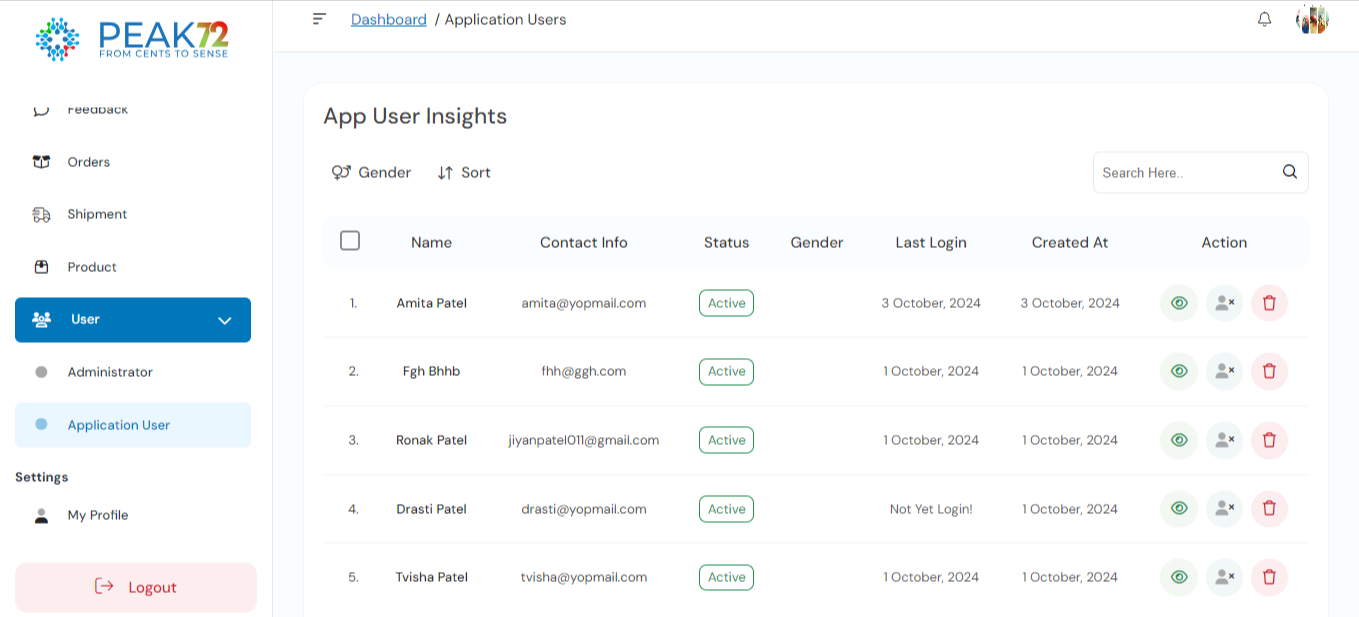 PEAK72
FROM CENTS TO SENSE
Dashboard / Application Users
Feedback
Orders
Shipment
Product
User
Administrator
Application User
Settings
My Profile
Logout
App User Insights
Gender Sort
Search Here..
Name Contact Info Status Gender Last Login Created At Action
1. Amita Patel amita@yopmail.com Active 3 October, 2024 3 October, 2024
2. Fgh Bhhb fhh@ggh.com Active 1 October, 2024 1 October, 2024
3. Ronak Patel jiyanpatel011@gmail.com Active 1 October, 2024 1 October, 2024
4. Drasti Patel drasti@yopmail.com Active Not Yet Login! 1 October, 2024
5. Tvisha Patel tvisha@yopmail.com Active 1 October, 2024 1 October, 2024